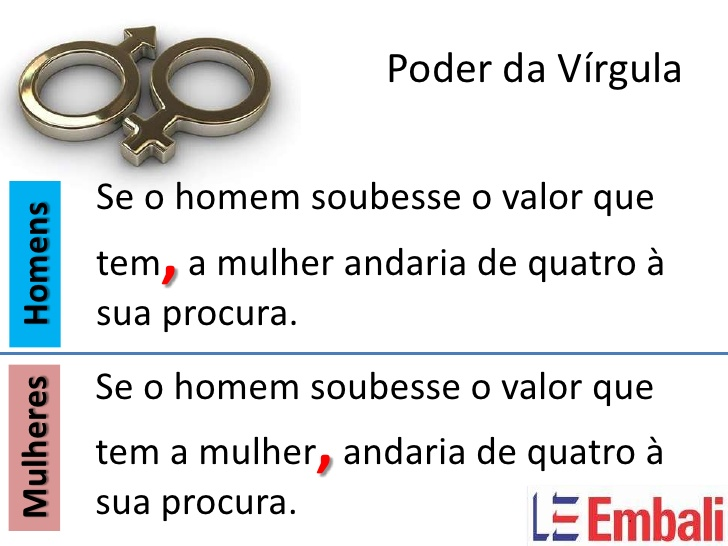 Poder da Vírgula
Homens
Se o homem soubesse o valor que
tem, a mulher andaria de quatro à
sua procura.
Mulheres
Se o homem soubesse o valor que
tem a mulher, andaria de quatro à
sua procura.
LE Embali